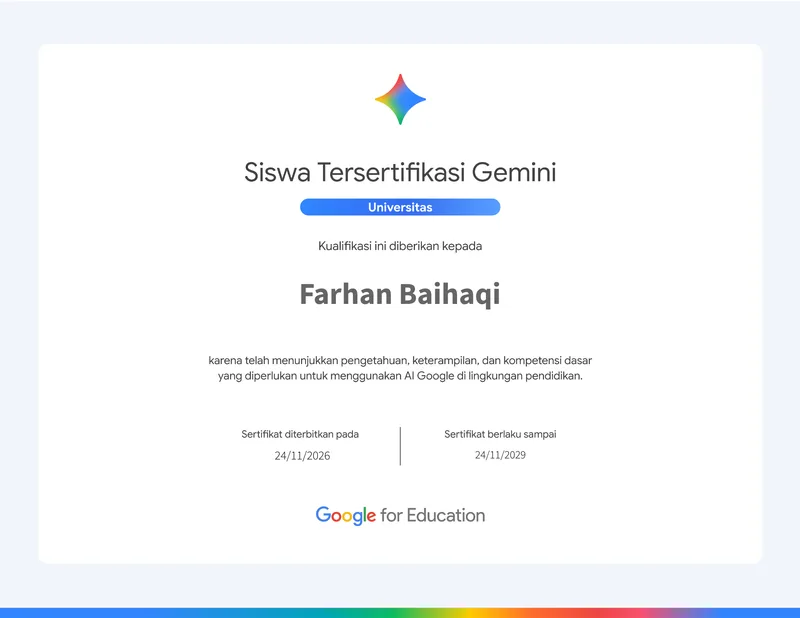 Siswa Tersertifikasi Gemini
Universitas
Kualifikasi ini diberikan kepada
Farhan Baihaqi
karena telah menunjukkan pengetahuan, keterampilan, dan kompetensi dasar
yang diperlukan untuk menggunakan AI Google di lingkungan pendidikan.
Sertifikat diterbitkan pada
24/11/2026
Sertifikat berlaku sampai
24/11/2029
Google for Education